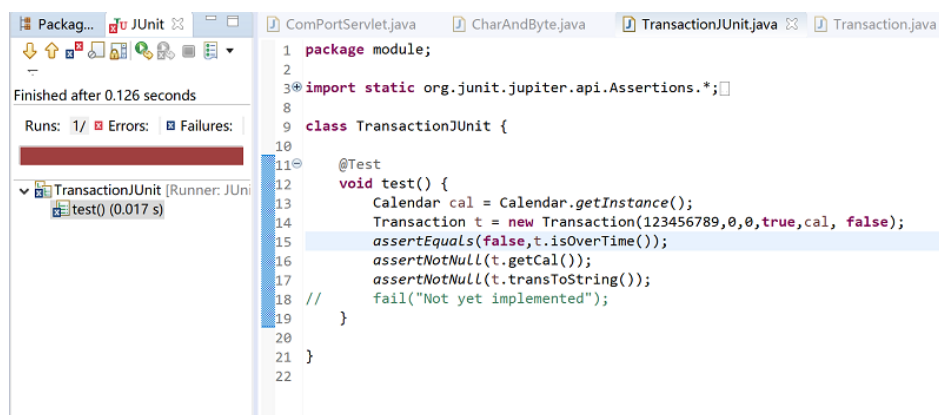 Packag... JUnit
Finished after 0.126 seconds
Runs: 1/ Errors: Failures:
TransactionJUnit [Runner: JUni
test() (0.017 s)
ComPortServlet.java CharAndByte.java TransactionJUnit.java Transaction.java
1 package module;
2
3 import static org.junit.jupiter.api.Assertions.*;
8
9 class TransactionJUnit {
10
11 @Test
12 void test() {
13 Calendar cal = Calendar.getInstance();
14 Transaction t = new Transaction(123456789,0,0,true,cal, false);
15 assertEquals(false,t.isOverTime());
16 assertNotNull(t.getCal());
17 assertNotNull(t.transToString());
18 // fail("Not yet implemented");
19 }
20
21 }
22